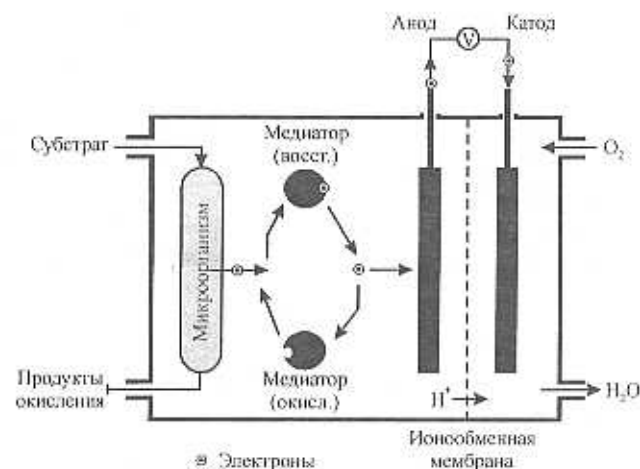 Анод
Катод
V
Медиатор
(восст.)
Субстрат
O₂
Микроорганизм
Продукты
окисления
Медиатор
(окисл.)
H⁺
H₂O
Ионообменная
мембрана
Электроны